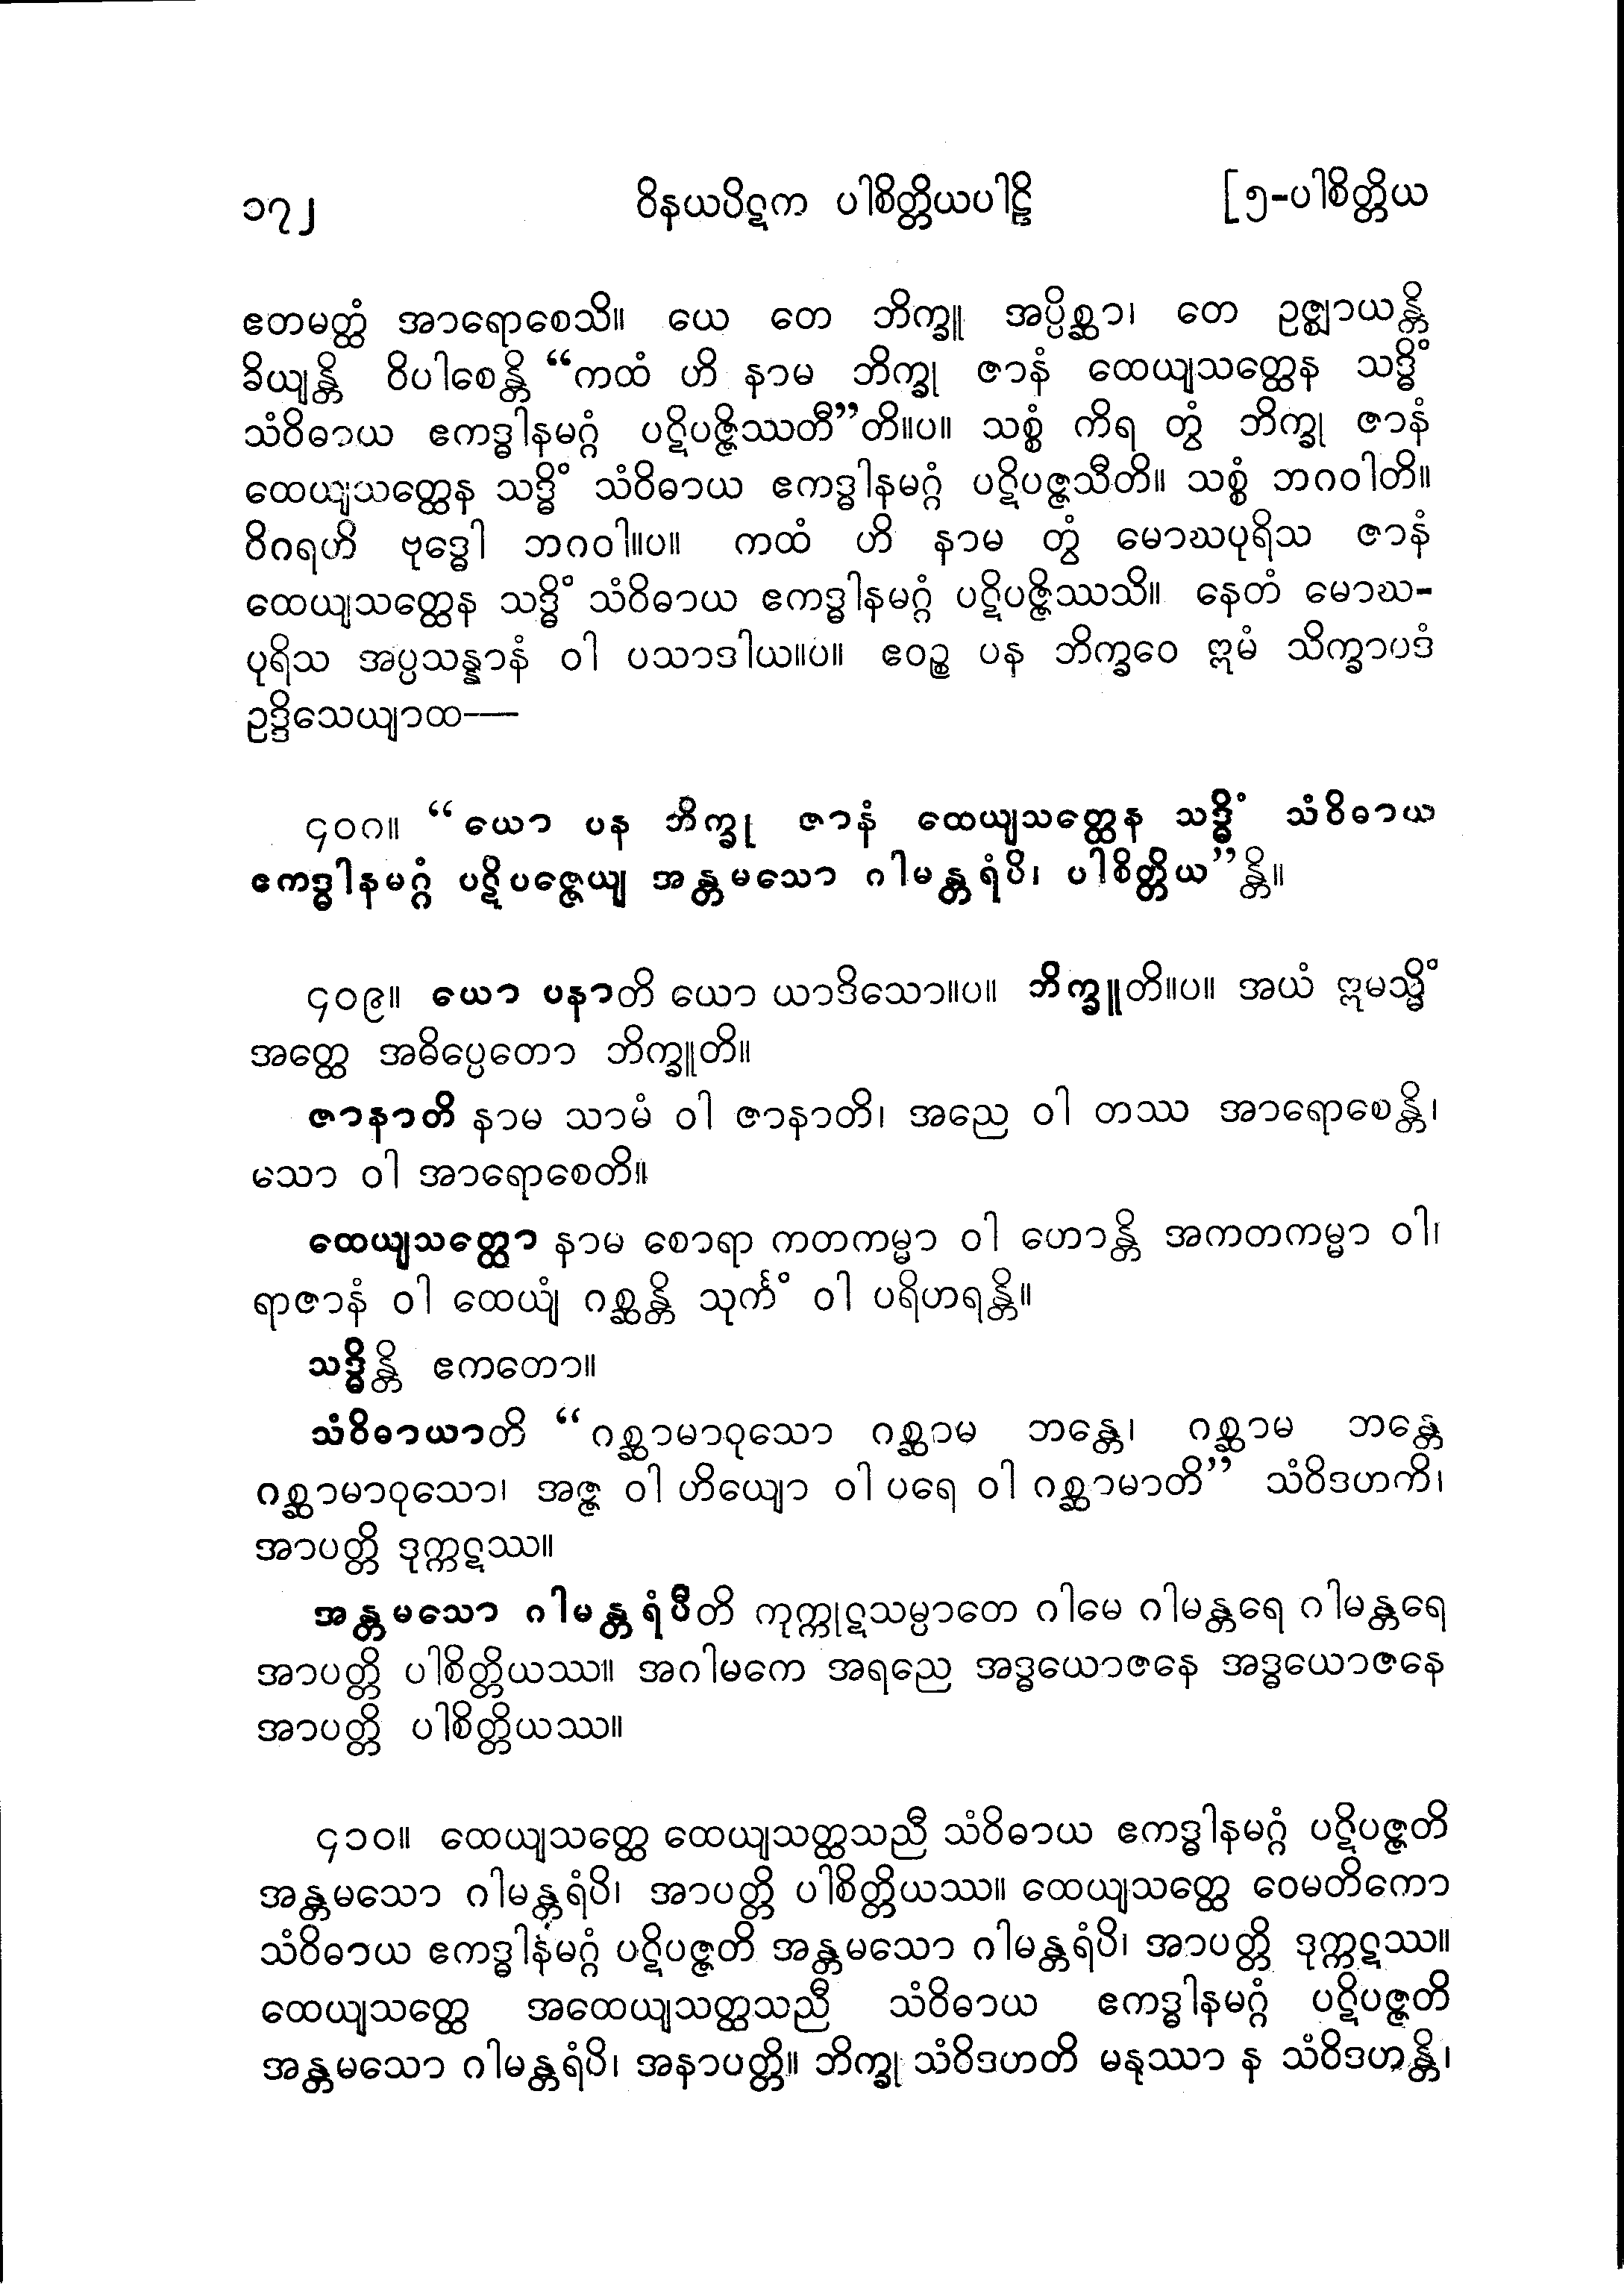 ၁၇၂ ဝိနယပိဋက ပါစိတ္တိယပါဠိ [၅-ပါစိတ္တိယ
ဧတမတ္ထံ အာရောစေသိ။ ယေ တေ ဘိက္ခူ အပ္ပိစ္ဆာ၊ တေ ဥဇ္ဈာယန္တိ
ခိယျန္တိ ဝိပါစေန္တိ “ကထံ ဟိ နာမ ဘိက္ခု ဇာနံ ထေယျသတ္ထေန သဒ္ဓိံ
သံဝိဓာယ ဧကဒ္ဓါနမဂ္ဂံ ပဋိပဇ္ဇိဿတီ”တိ။ပ။ သစ္စံ ကိရ တွံ ဘိက္ခု ဇာနံ
ထေယျသတ္ထေန သဒ္ဓိံ သံဝိဓာယ ဧကဒ္ဓါနမဂ္ဂံ ပဋိပဇ္ဇသီတိ။ သစ္စံ ဘဂဝါတိ။
ဝိဂရဟိ ဗုဒ္ဓေါ ဘဂဝါ။ပ။ ကထံ ဟိ နာမ တွံ မောဃပုရိသ ဇာနံ
ထေယျသတ္ထေန သဒ္ဓိံ သံဝိဓာယ ဧကဒ္ဓါနမဂ္ဂံ ပဋိပဇ္ဇိဿသိ။ နေတံ မောဃ-
ပုရိသ အပ္ပသန္နာနံ ဝါ ပသာဒါယ။ပ။ ဧဝဉ္စ ပန ဘိက္ခဝေ ဣမံ သိက္ခာပဒံ
ဥဒ္ဒိသေယျာထ—
၄၀ဂ။ “ယော ပန ဘိက္ခု ဇာနံ ထေယျသတ္ထေန သဒ္ဓိံ သံဝိဓာယ
ဧကဒ္ဓါနမဂ္ဂံ ပဋိပဇ္ဇေယျ အန္တမသော ဂါမန္တရံပိ၊ ပါစိတ္တိယ”န္တိ။
၄၀၉။ ယော ပနာတိ ယော ယာဒိသော။ပ။ ဘိက္ခူတိ။ပ။ အယံ ဣမသ္မိံ
အတ္ထေ အဓိပ္ပေတော ဘိက္ခူတိ။
ဇာနာတိ နာမ သာမံ ဝါ ဇာနာတိ၊ အညေ ဝါ တဿ အာရောစေန္တိ၊
သော ဝါ အာရောစေတိ။
ထေယျသတ္ထော နာမ စောရာ ကတကမ္မာ ဝါ ဟောန္တိ အကတကမ္မာ ဝါ၊
ရာဇာနံ ဝါ ထေယျံ ဂစ္ဆန္တိ သုင်္ကံ ဝါ ပရိဟရန္တိ။
သဒ္ဓိန္တိ ဧကတော။
သံဝိဓာယာတိ “ဂစ္ဆာမာဝုသော ဂစ္ဆာမ ဘန္တေ၊ ဂစ္ဆာမ ဘန္တေ
ဂစ္ဆာမာဝုသော၊ အဇ္ဇ ဝါ ဟိယျော ဝါ ပရေ ဝါ ဂစ္ဆာမာတိ” သံဝိဒဟကိ၊
အာပတ္တိ ဒုက္ကဋဿ။
အန္တမသော ဂါမန္တရံပီတိ ကုက္ကုဋသမ္ပာတေ ဂါမေ ဂါမန္တရေ ဂါမန္တရေ
အာပတ္တိ ပါစိတ္တိယဿ။ အဂါမကေ အရညေ အဒ္ဓယောဇနေ အဒ္ဓယောဇနေ
အာပတ္တိ ပါစိတ္တိယဿ။
၄၁၀။ ထေယျသတ္ထေ ထေယျသတ္ထသညီ သံဝိဓာယ ဧကဒ္ဓါနမဂ္ဂံ ပဋိပဇ္ဇတိ
အန္တမသော ဂါမန္တရံပိ၊ အာပတ္တိ ပါစိတ္တိယဿ။ ထေယျသတ္ထေ ဝေမတိကော
သံဝိဓာယ ဧကဒ္ဓါနမဂ္ဂံ ပဋိပဇ္ဇတိ အန္တမသော ဂါမန္တရံပိ၊ အာပတ္တိ ဒုက္ကဋဿ။
ထေယျသတ္ထေ အထေယျသတ္ထသညီ သံဝိဓာယ ဧကဒ္ဓါနမဂ္ဂံ ပဋိပဇ္ဇတိ
အန္တမသော ဂါမန္တရံပိ၊ အနာပတ္တိ။ ဘိက္ခု သံဝိဒဟတိ မနုဿာ န သံဝိဒဟန္တိ၊